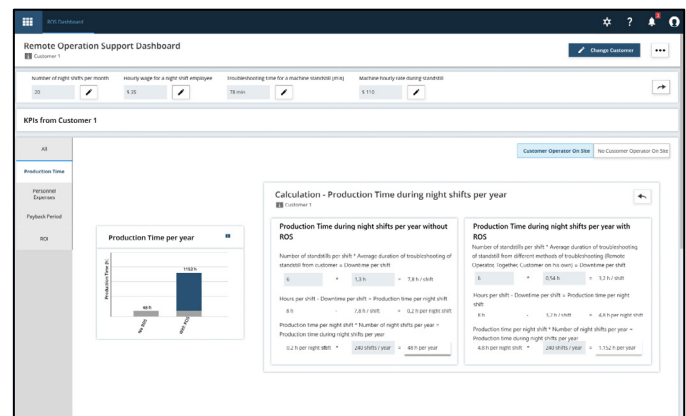 ROS Dashboard
?
Remote Operation Support Dashboard
Customer 1
Change Customer
Number of night shifts per month
Hourly wage for a night shift employee
Troubleshooting time for a machine standstill [min]
Machine hourly rate during standstill
20
$ 25
78 min
$ 110
KPIs from Customer 1
All
Production Time
Personnel
Expenses
Payback Period
ROI
Customer Operator On Site
No Customer Operator On Site
Production Time per year
Production Time [h]
1152 h
No ROS
With ROS
Calculation - Production Time during night shifts per year
Customer 1
Production Time during night shifts per year without
ROS
Number of standstills per shift * Average duration of troubleshooting of
standstill from customer = Downtime per shift
6 * 1,3 h = 7,8 h / shift
Hours per shift - Downtime per shift = Production time per night shift
8 h - 7,8 h / shift = 0,2 h per night shift
Production time per night shift * Number of night shifts per year =
Production time during night shifts per year
0,2 h per night shift * 240 shifts / year = 48 h per year
Production Time during night shifts per year with
ROS
Number of standstills per shift * Average duration of troubleshooting
of standstill from different methods of troubleshooting (Remote
Operator, Together, Customer on his own) = Downtime per shift
6 * 0,54 h = 3,2 h / shift
Hours per shift - Downtime per shift = Production time per night
shift
8 h - 3,2 h / shift = 4,8 h per night shift
Production time per night shift * Number of night shifts per year =
Production time during night shifts per year
4,8 h per night shift * 240 shifts / year = 1.152 h per year